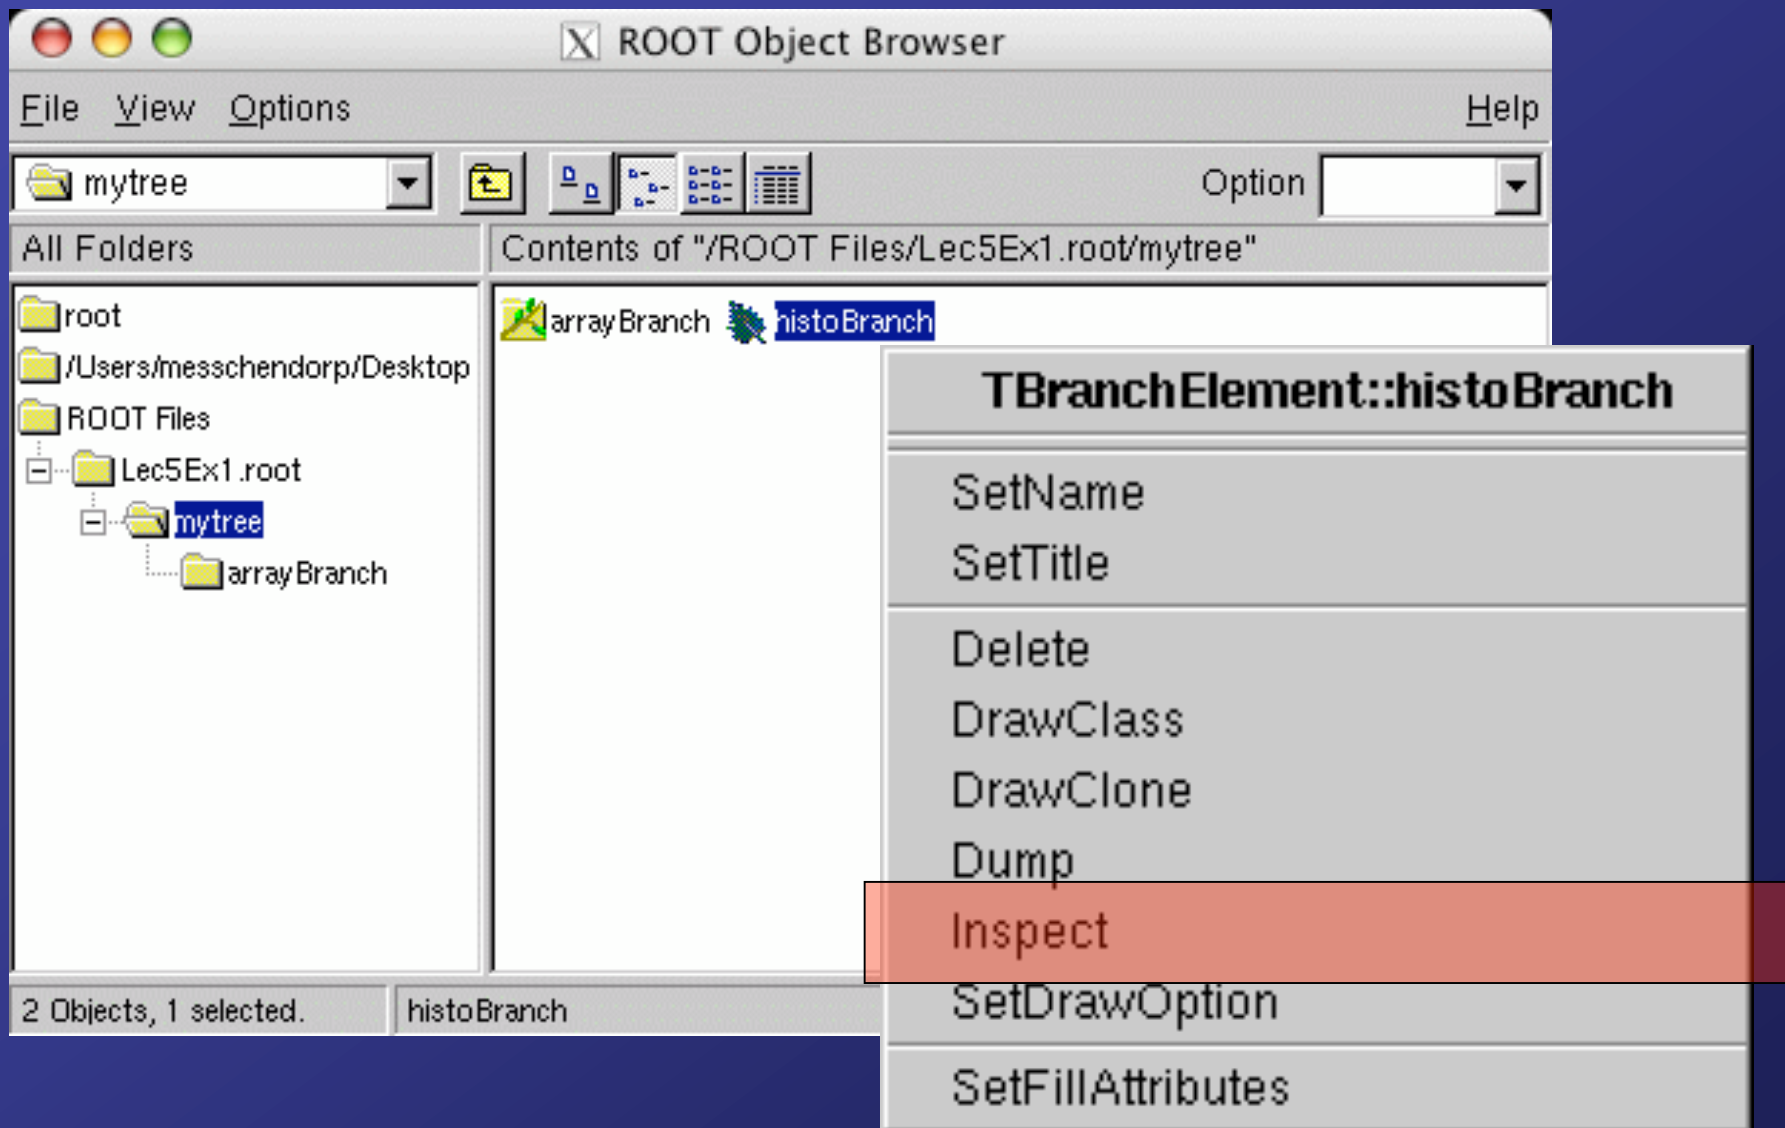 ROOT Object Browser
File View Options Help
mytree Option
All Folders
Contents of "/ROOT Files/Lec5Ex1.root/mytree"
root
/Users/messchendorp/Desktop
ROOT Files
Lec5Ex1.root
mytree
arrayBranch
arrayBranch histoBranch
TBranchElement::histoBranch
SetName
SetTitle
Delete
DrawClass
DrawClone
Dump
Inspect
SetDrawOption
SetFillAttributes
2 Objects, 1 selected.
histoBranch